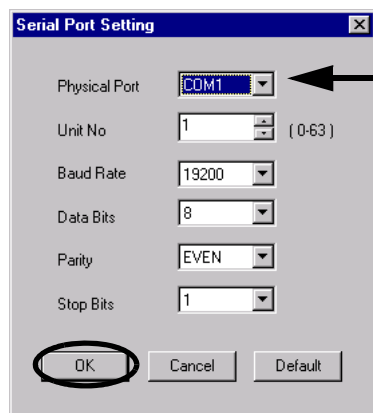 Serial Port Setting
Physical Port COM1
Unit No 1 ( 0-63 )
Baud Rate 19200
Data Bits 8
Parity EVEN
Stop Bits 1
OK Cancel Default